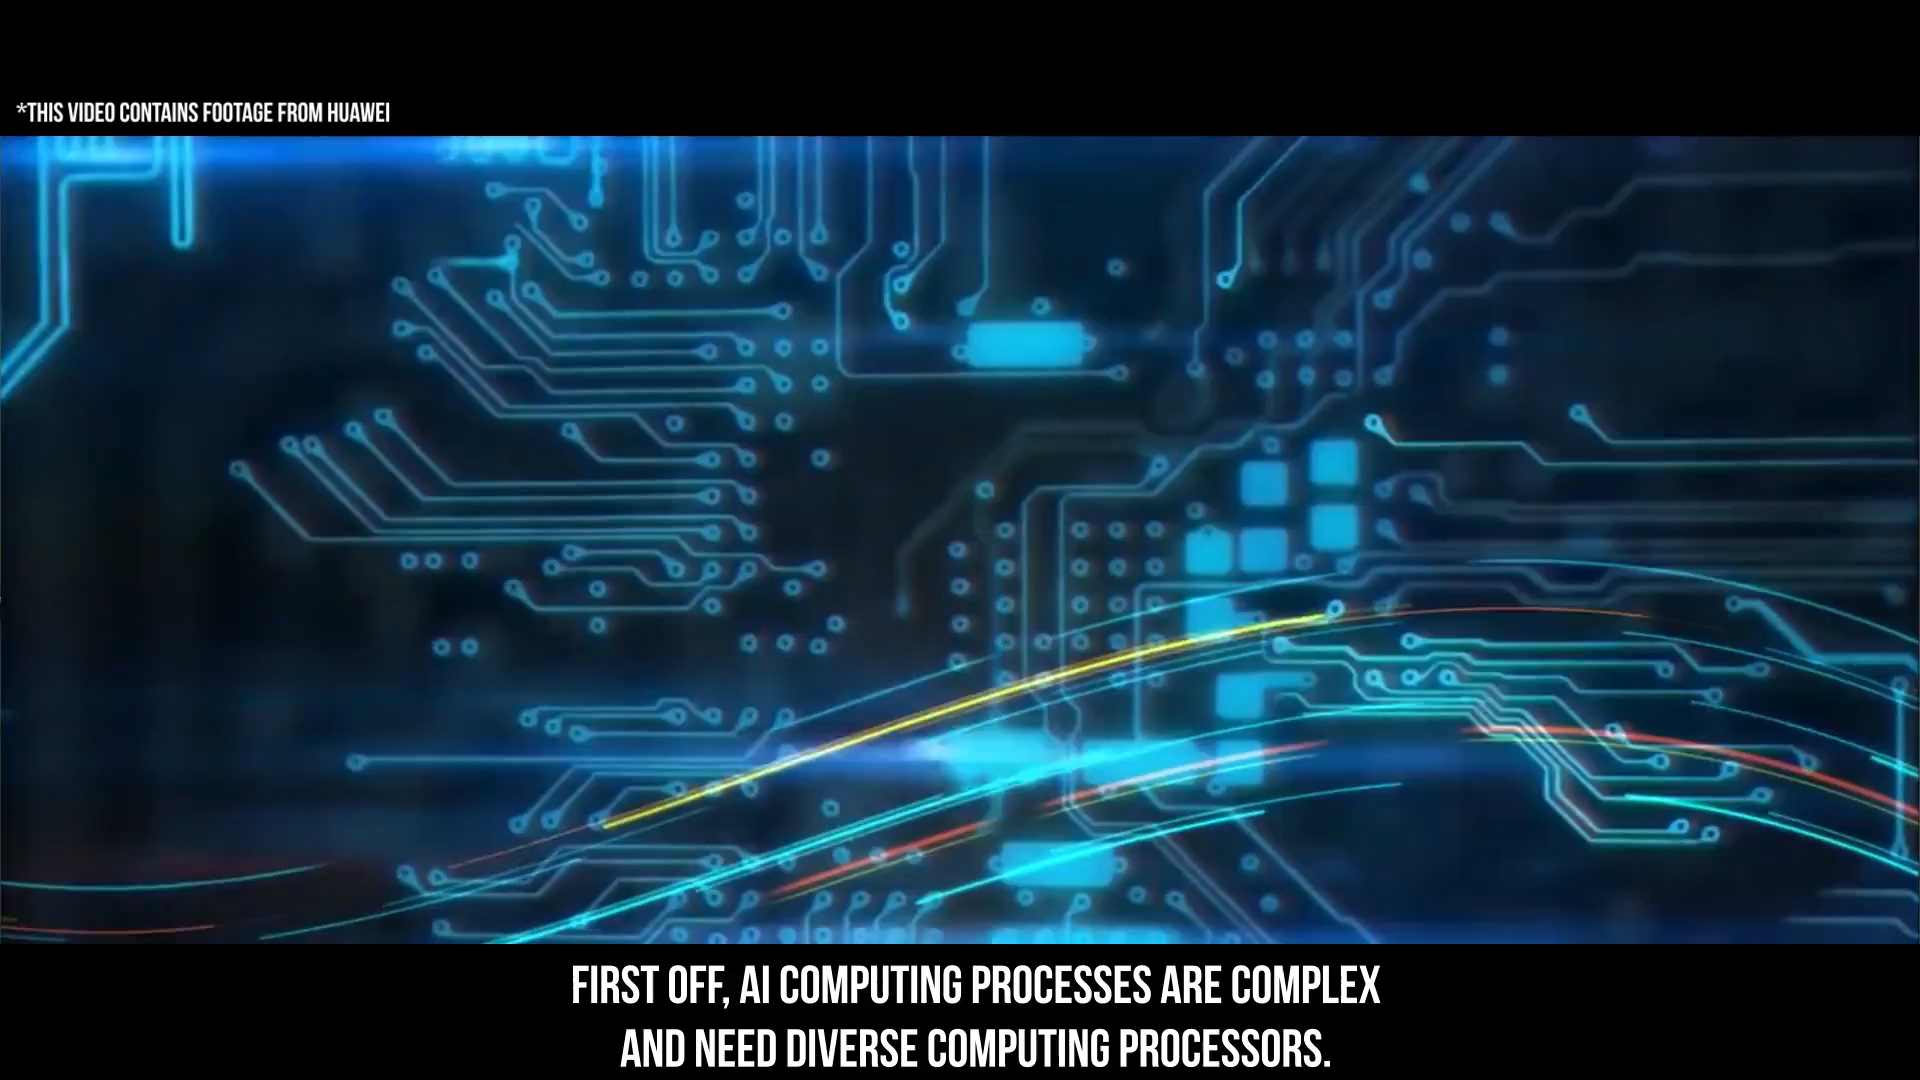 *THIS VIDEO CONTAINS FOOTAGE FROM HUAWEI
FIRST OFF, AI COMPUTING PROCESSES ARE COMPLEX
AND NEED DIVERSE COMPUTING PROCESSORS.